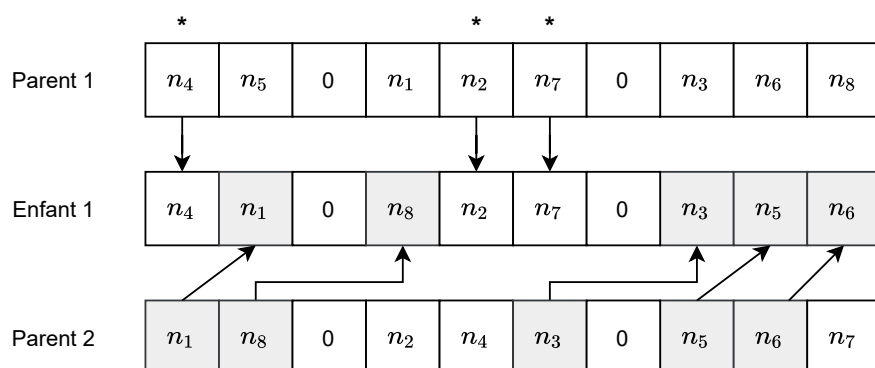 * * *
Parent 1 n₄ n₅ 0 n₁ n₂ n₇ 0 n₃ n₆ n₈
Enfant 1 n₄ n₁ 0 n₈ n₂ n₇ 0 n₃ n₅ n₆
Parent 2 n₁ n₈ 0 n₂ n₄ n₃ 0 n₅ n₆ n₇